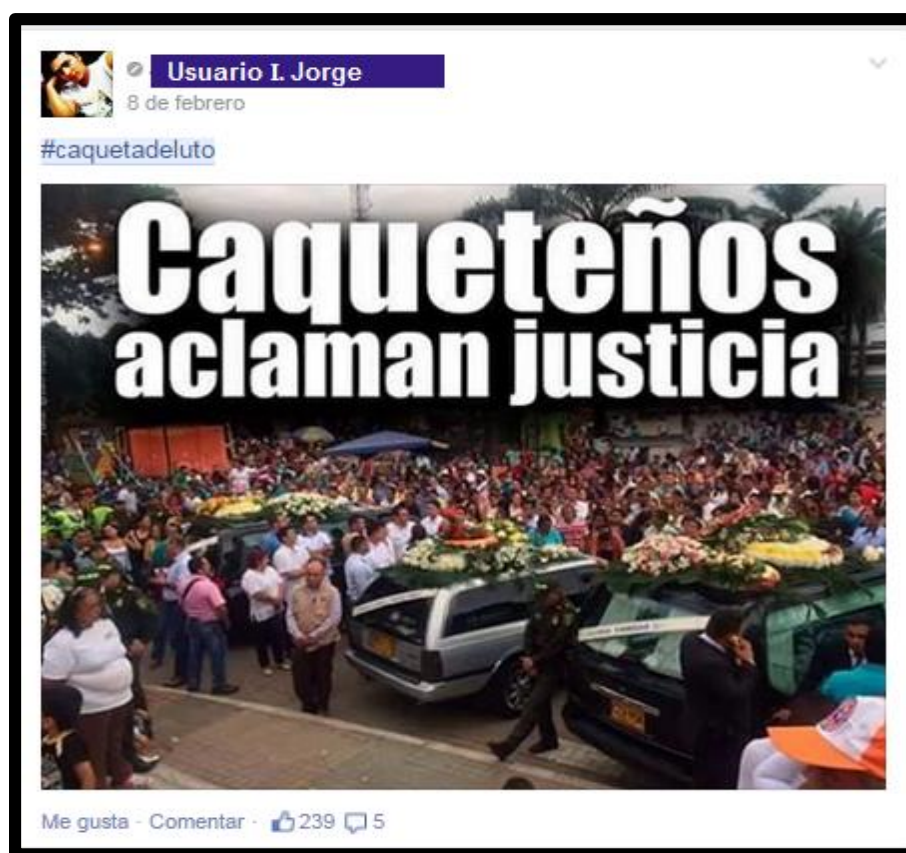 Usuario I. Jorge
8 de febrero
#caquetadeluto
Caqueteños
aclaman justicia
Me gusta · Comentar · 239 5